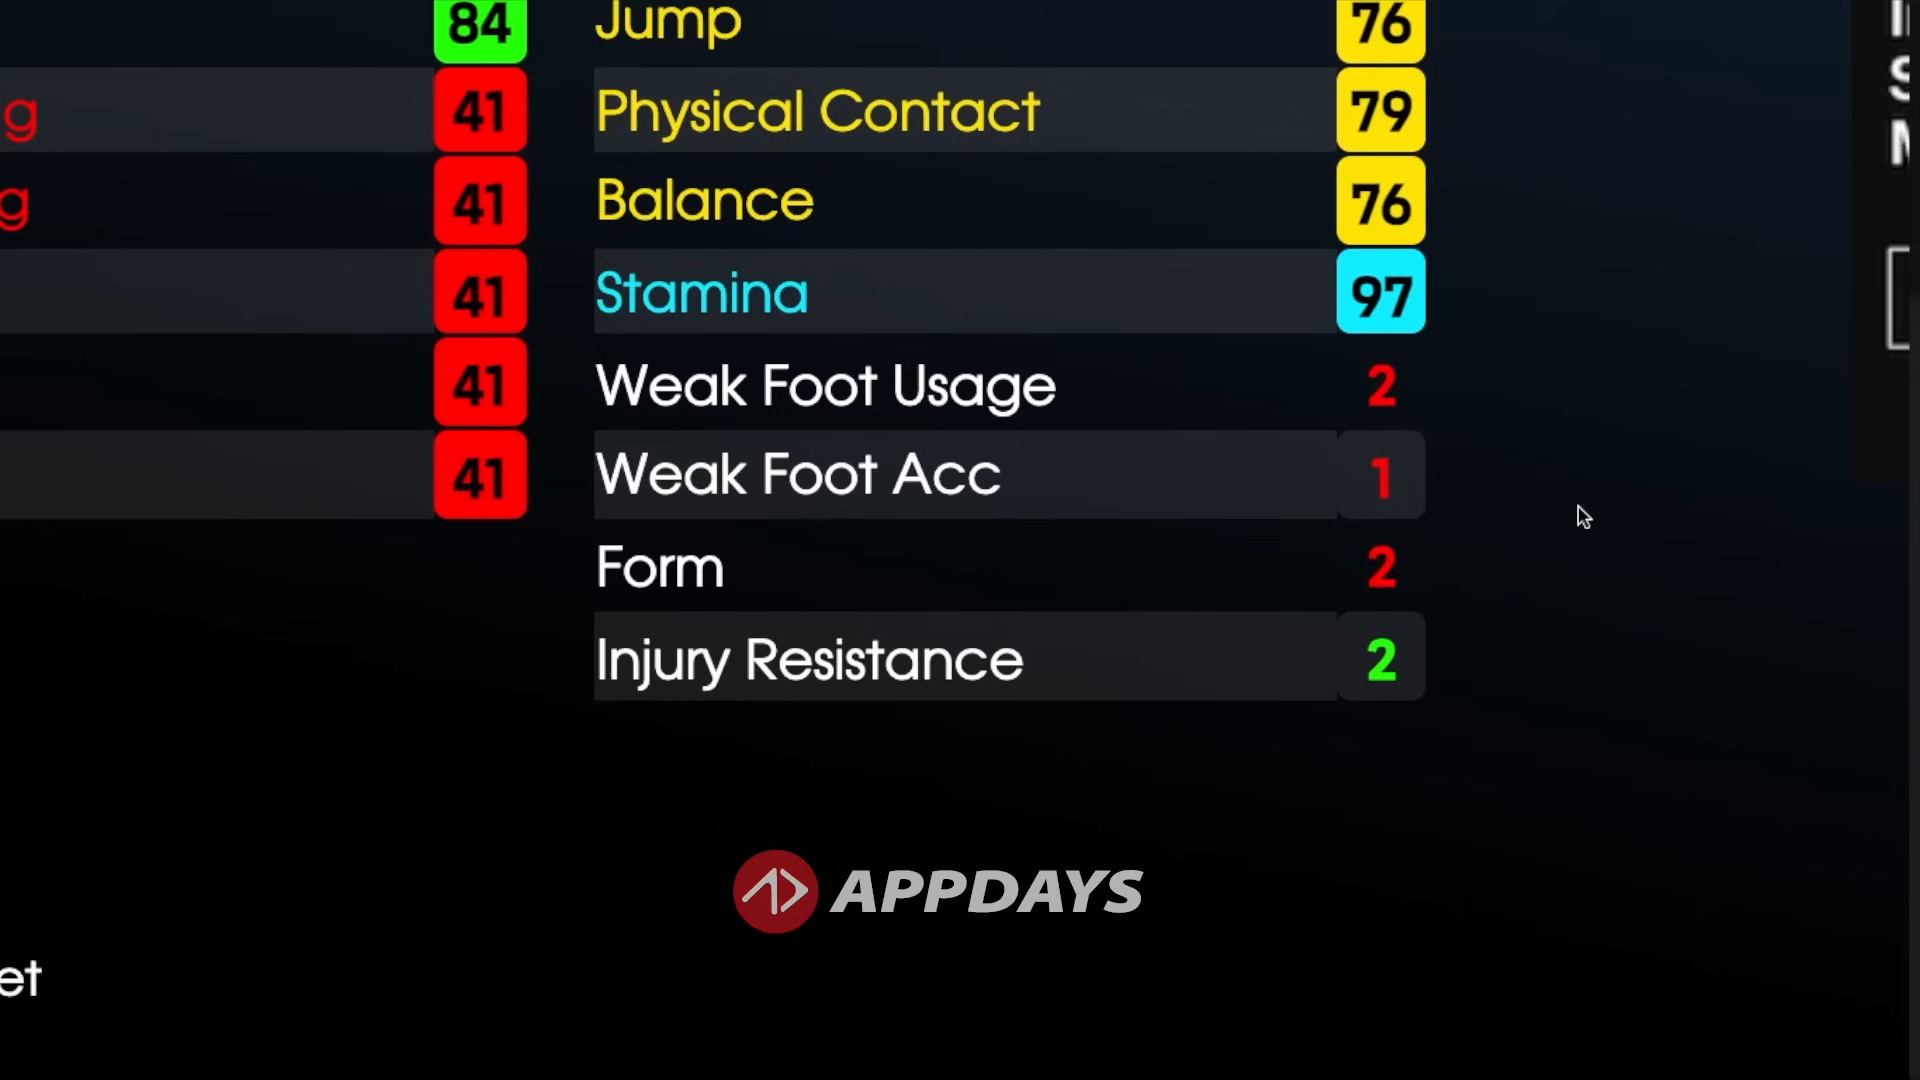 84
Jump 76
g 41
Physical Contact 79
g 41
Balance 76
41
Stamina 97
41
Weak Foot Usage 2
41
Weak Foot Acc 1
Form 2
Injury Resistance 2
APPDAYS
et